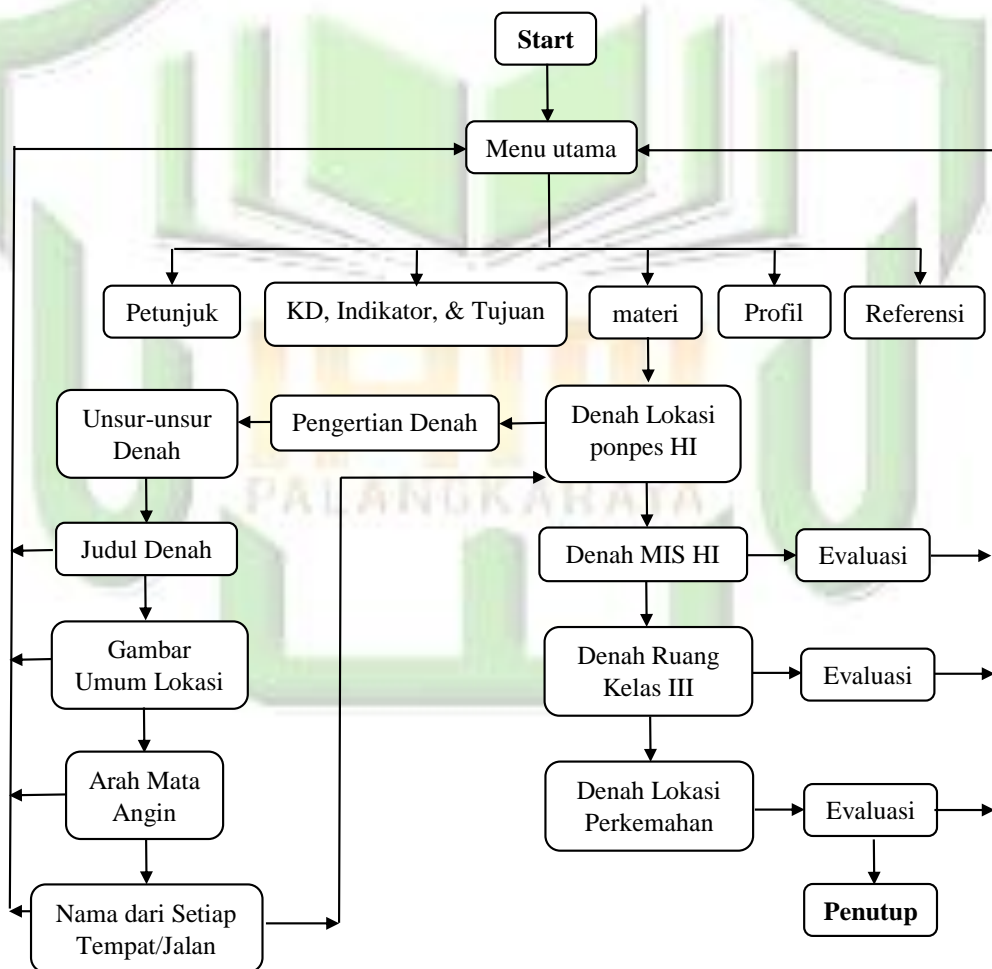 Start
Menu utama
Petunjuk
KD, Indikator, & Tujuan
materi
Profil
Referensi
Unsur-unsur
Denah
Pengertian Denah
Denah Lokasi
ponpes HI
PALANGKARAYA
Judul Denah
Denah MIS HI
Evaluasi
Gambar
Umum Lokasi
Denah Ruang
Kelas III
Evaluasi
Arah Mata
Angin
Denah Lokasi
Perkemahan
Evaluasi
Nama dari Setiap
Tempat/Jalan
Penutup